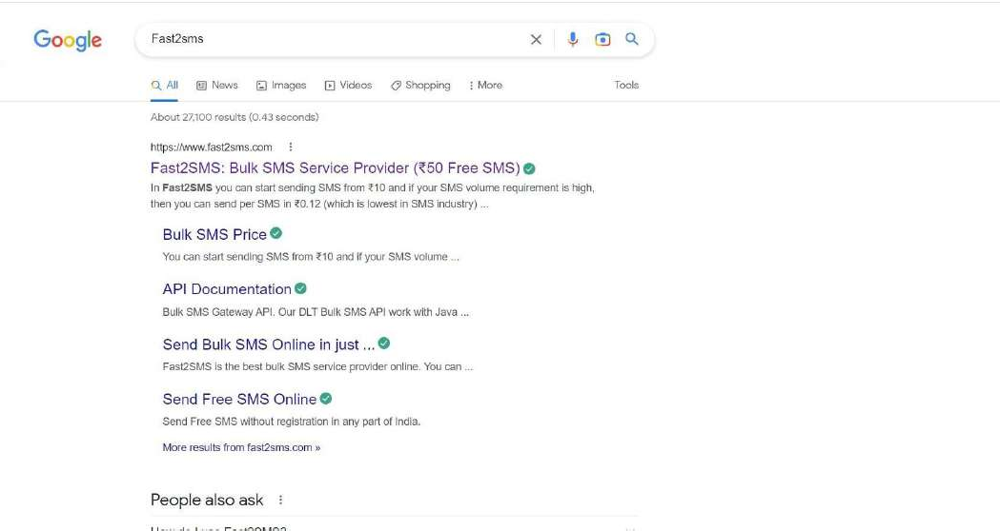 Google
Fast2sms
All News Images Videos Shopping More Tools
About 27,100 results (0.43 seconds)
https://www.fast2sms.com
Fast2SMS: Bulk SMS Service Provider (₹50 Free SMS)
In Fast2SMS you can start sending SMS from ₹10 and if your SMS volume requirement is high,
then you can send per SMS in ₹0.12 (which is lowest in SMS industry) ...
Bulk SMS Price
You can start sending SMS from ₹10 and if your SMS volume ...
API Documentation
Bulk SMS Gateway API. Our DLT Bulk SMS API work with Java ...
Send Bulk SMS Online in just ...
Fast2SMS is the best bulk SMS service provider online. You can ...
Send Free SMS Online
Send Free SMS without registration in any part of India.
More results from fast2sms.com »
People also ask